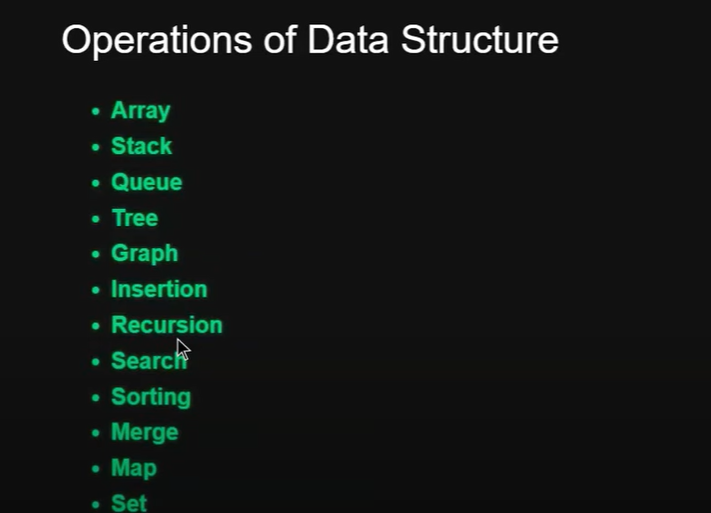 Operations of Data Structure
• Array
• Stack
• Queue
• Tree
• Graph
• Insertion
• Recursion
• Search
• Sorting
• Merge
• Map
• Set